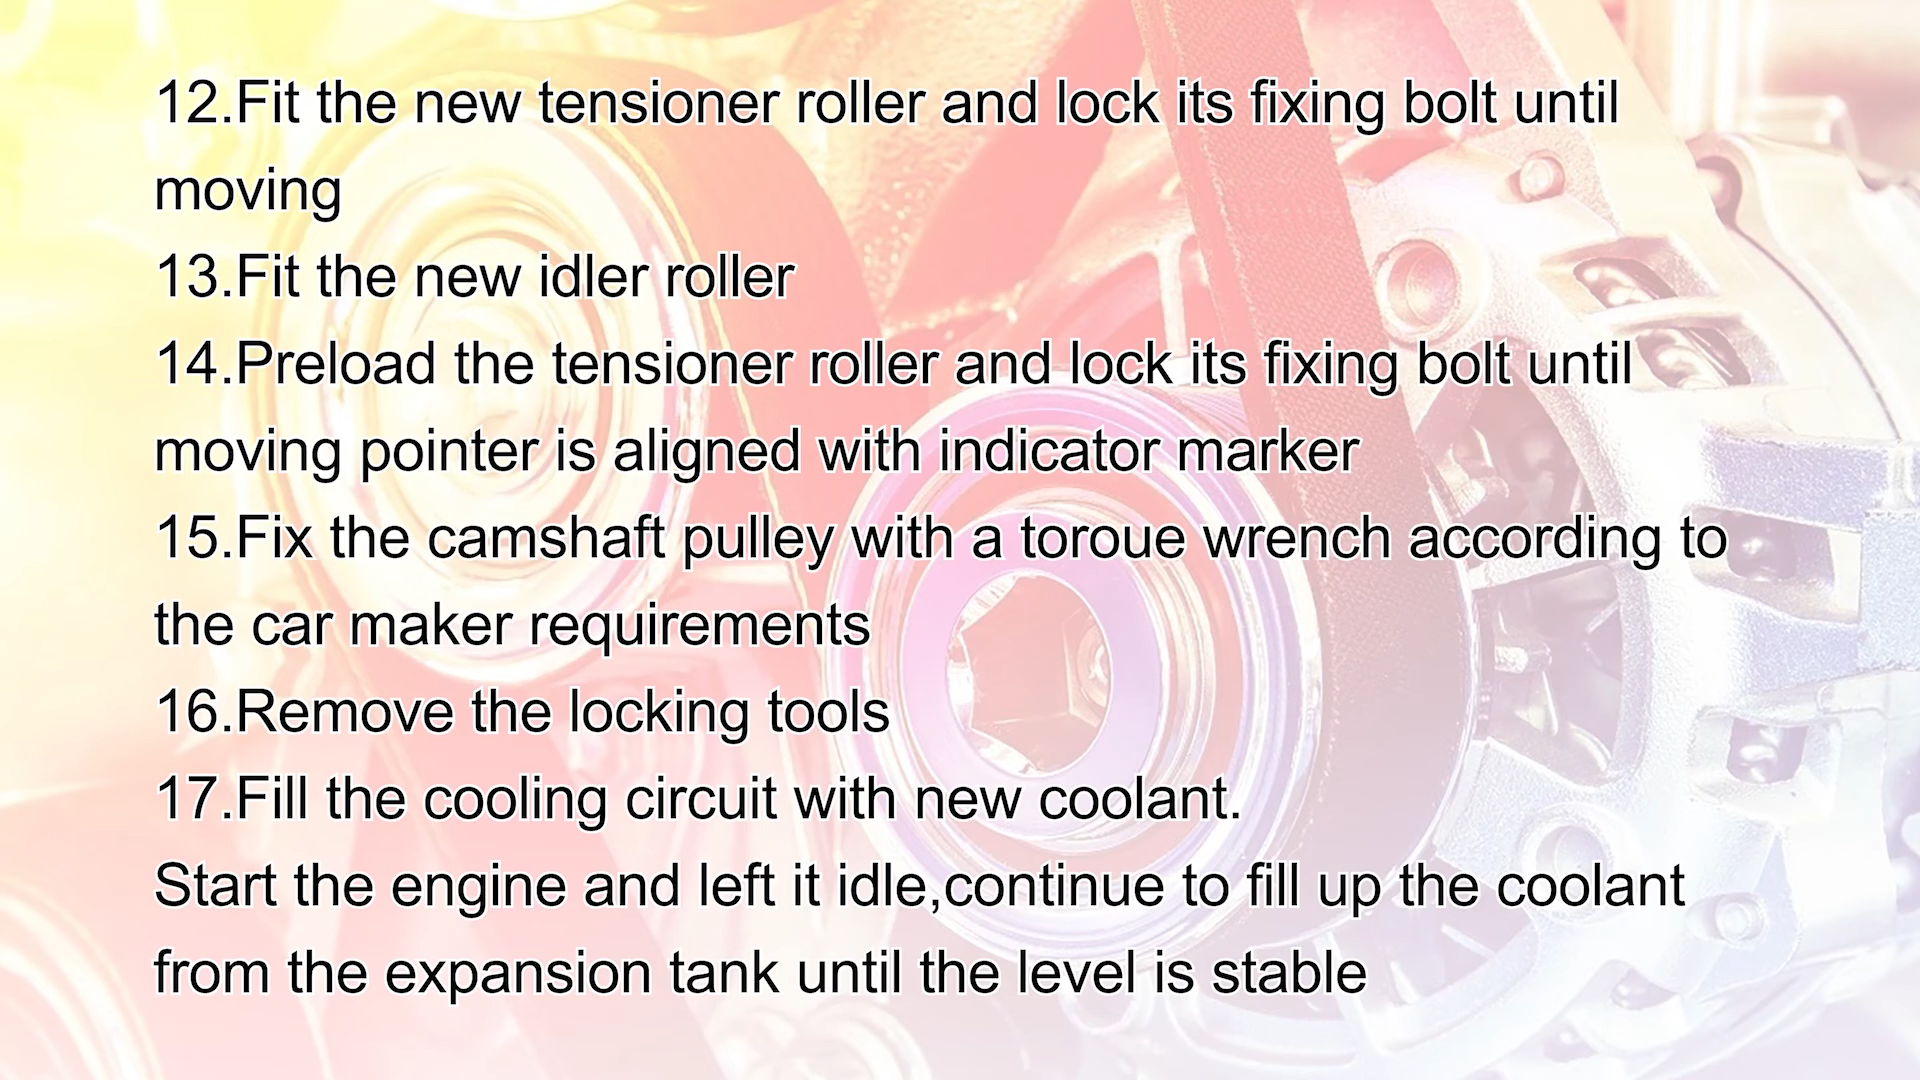 12.Fit the new tensioner roller and lock its fixing bolt until
moving
13.Fit the new idler roller
14.Preload the tensioner roller and lock its fixing bolt until
moving pointer is aligned with indicator marker
15.Fix the camshaft pulley with a toroue wrench according to
the car maker requirements
16.Remove the locking tools
17.Fill the cooling circuit with new coolant.
Start the engine and left it idle,continue to fill up the coolant
from the expansion tank until the level is stable